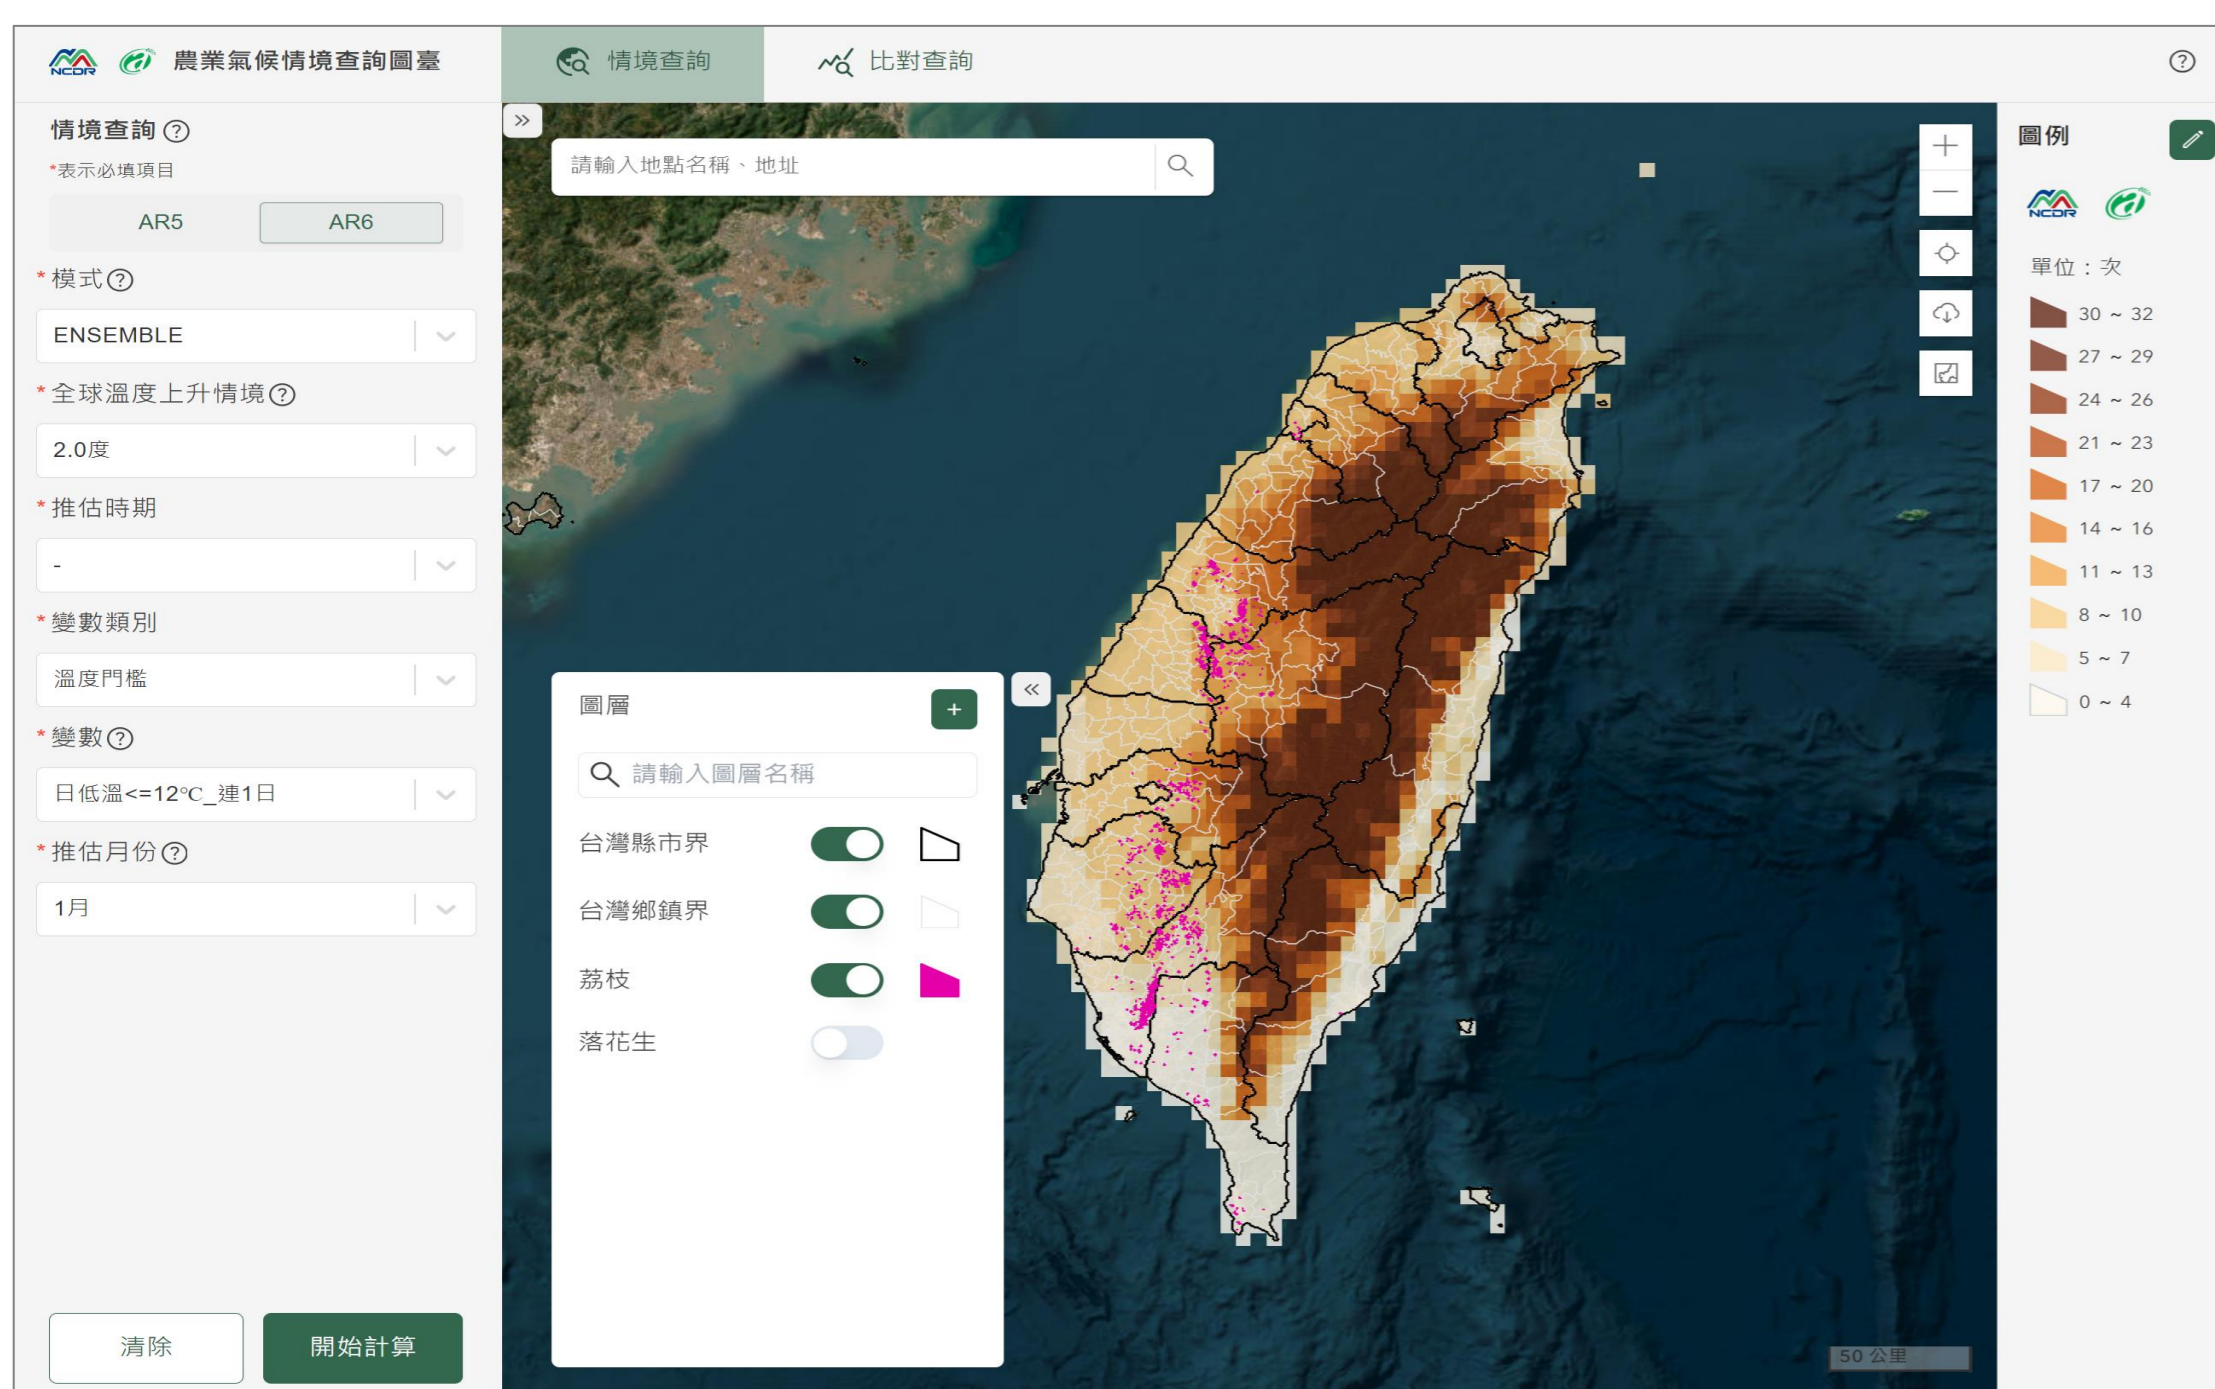 NCDR
農業氣候情境查詢圖臺
情境查詢
比對查詢
?
情境查詢?
*表示必填項目
AR5
AR6
*模式?
ENSEMBLE
*全球溫度上升情境?
2.0度
*推估時期
-
*變數類別
溫度門檻
*變數?
日低溫<=12℃_連1日
*推估月份?
1月
清除
開始計算
請輸入地點名稱、地址
圖層
+
請輸入圖層名稱
台灣縣市界
台灣鄉鎮界
荔枝
落花生
50 公里
圖例
NCDR
單位：次
30 ~ 32
27 ~ 29
24 ~ 26
21 ~ 23
17 ~ 20
14 ~ 16
11 ~ 13
8 ~ 10
5 ~ 7
0 ~ 4